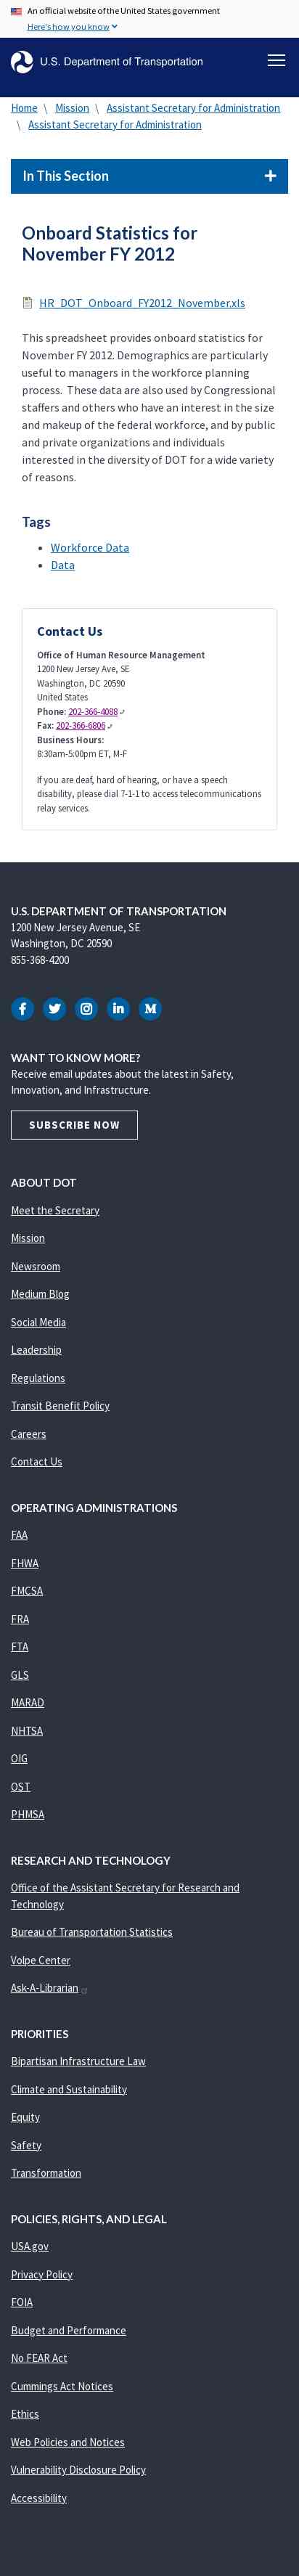 An official website of the United States government
Here's how you know
U.S. Department of Transportation
Home \ Mission \ Assistant Secretary for Administration
\ Assistant Secretary for Administration
In This Section
Onboard Statistics for
November FY 2012
HR_DOT_Onboard_FY2012_November.xls
This spreadsheet provides onboard statistics for
November FY 2012. Demographics are particularly
useful to managers in the workforce planning
process.  These data are also used by Congressional
staffers and others who have an interest in the size
and makeup of the federal workforce, and by public
and private organizations and individuals
interested in the diversity of DOT for a wide variety
of reasons.
Tags
• Workforce Data
• Data
Contact Us
Office of Human Resource Management
1200 New Jersey Ave, SE
Washington, DC 20590
United States
Phone: 202-366-4088
Fax: 202-366-6806
Business Hours:
8:30am-5:00pm ET, M-F
If you are deaf, hard of hearing, or have a speech
disability, please dial 7-1-1 to access telecommunications
relay services.
U.S. DEPARTMENT OF TRANSPORTATION
1200 New Jersey Avenue, SE
Washington, DC 20590
855-368-4200
WANT TO KNOW MORE?
Receive email updates about the latest in Safety,
Innovation, and Infrastructure.
SUBSCRIBE NOW
ABOUT DOT
Meet the Secretary
Mission
Newsroom
Medium Blog
Social Media
Leadership
Regulations
Transit Benefit Policy
Careers
Contact Us
OPERATING ADMINISTRATIONS
FAA
FHWA
FMCSA
FRA
FTA
GLS
MARAD
NHTSA
OIG
OST
PHMSA
RESEARCH AND TECHNOLOGY
Office of the Assistant Secretary for Research and
Technology
Bureau of Transportation Statistics
Volpe Center
Ask-A-Librarian
PRIORITIES
Bipartisan Infrastructure Law
Climate and Sustainability
Equity
Safety
Transformation
POLICIES, RIGHTS, AND LEGAL
USA.gov
Privacy Policy
FOIA
Budget and Performance
No FEAR Act
Cummings Act Notices
Ethics
Web Policies and Notices
Vulnerability Disclosure Policy
Accessibility